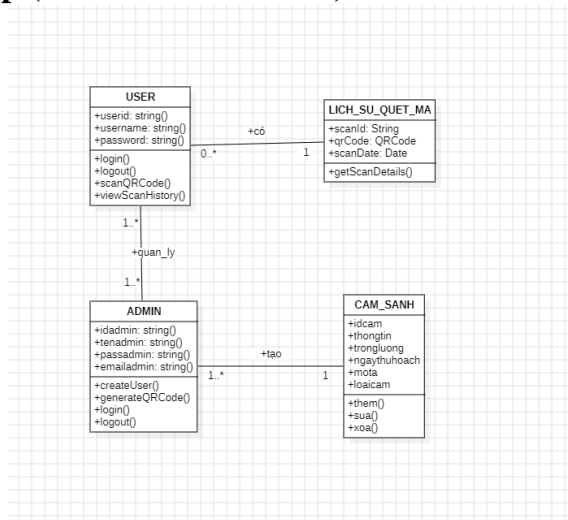 USER
+userid: string()
+username: string()
+password: string()
+login()
+logout()
+scanQRCode()
+viewScanHistory()
+có
0..*
1
LICH_SU_QUET_MA
+scanId: String
+qrCode: QRCode
+scanDate: Date
+getScanDetails()
1..*
+quan_ly
1..*
ADMIN
+idadmin: string()
+tenadmin: string()
+passadmin: string()
+emailadmin: string()
+createUser()
+generateQRCode()
+login()
+logout()
+tạo
1..*
1
CAM_SANH
+idcam
+thongtin
+trongluong
+ngaythuhoach
+mota
+loaicam
+them()
+sua()
+xoa()